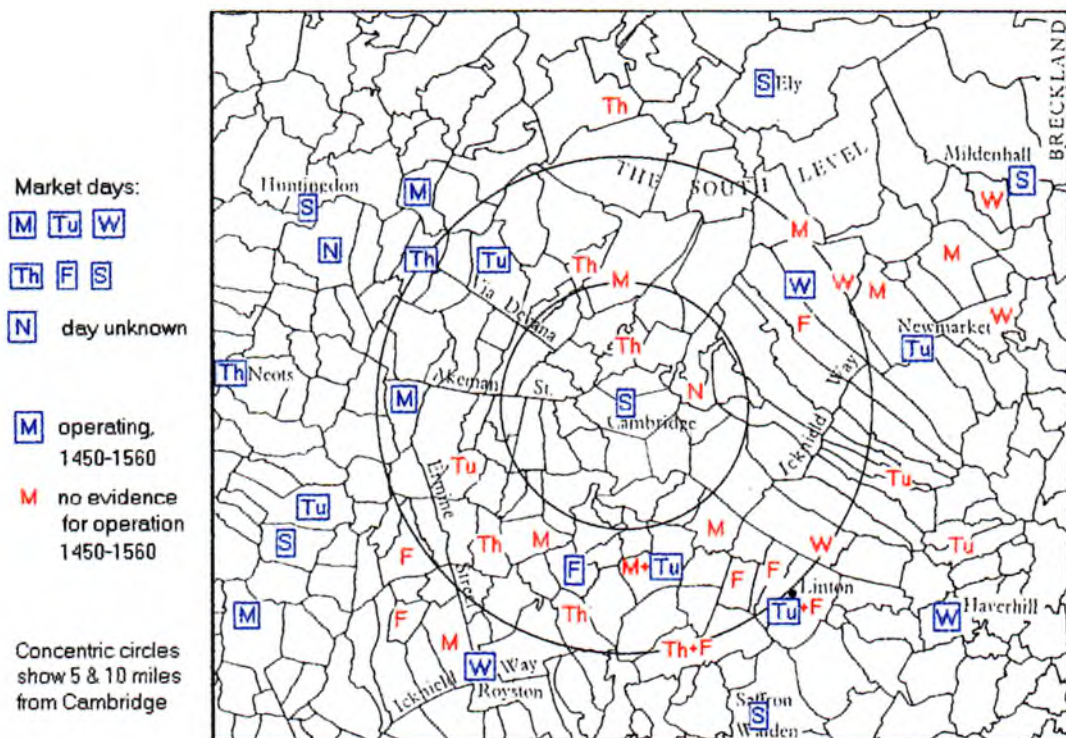 Market days:
M Tu W
Th F S
N day unknown
M operating,
1450-1560
M no evidence
for operation
1450-1560
Concentric circles
show 5 & 10 miles
from Cambridge
BRECKLAND
S Ely
Th
THE SOUTH LEVEL
Mildenhall
S
W
Huntingdon
S
M
N
Th
Tu
Th
M
M
W
W
M
M
W
F
Via Devana
Newmarket
Tu
Th
Th Neots
Akeman St.
M
S
Cambridge
N
Icknield Way
Tu
Ermine Street
Tu
S
Tu
F
Th
M
F
M+Tu
M
F
F
W
Tu
Linton
Tu+F
Haverhill
W
M
F
M
Th
Th+F
W
Icknield Way
Royston
Saffron
Walden
S